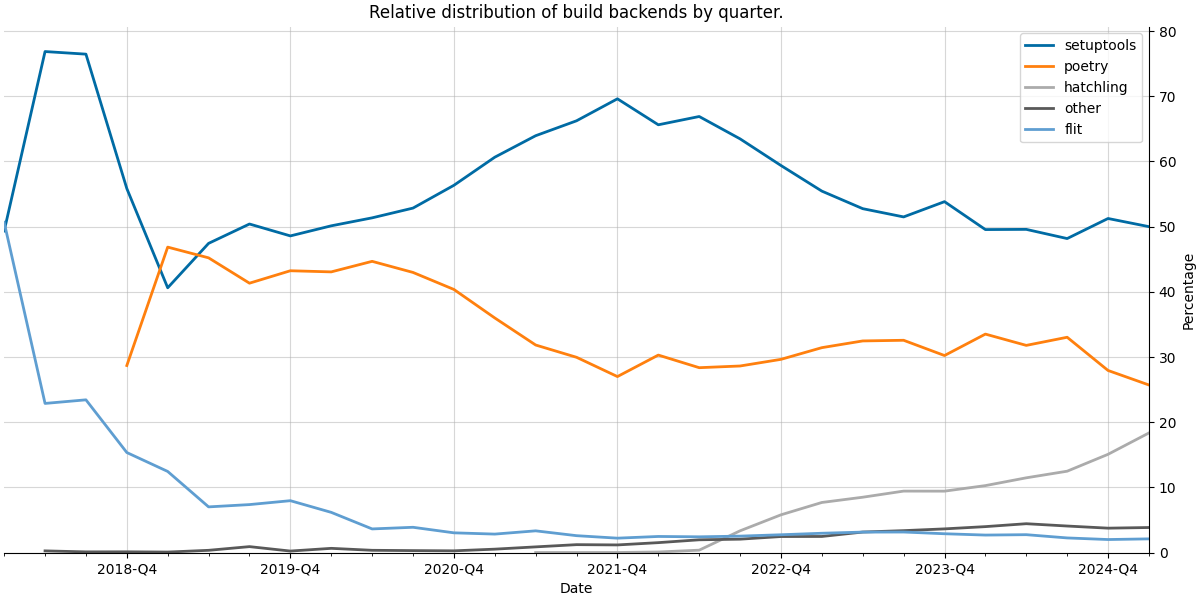 Relative distribution of build backends by quarter.
setuptools
poetry
hatchling
other
flit
80
70
60
50
40
30
20
10
0
Percentage
2018-Q4
2019-Q4
2020-Q4
2021-Q4
2022-Q4
2023-Q4
2024-Q4
Date